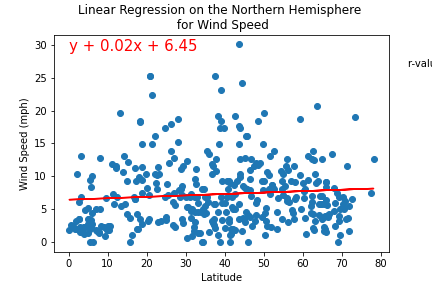 Linear Regression on the Northern Hemisphere
for Wind Speed
y + 0.02x + 6.45
r-valu
30
25
20
15
10
5
0
Wind Speed (mph)
0 10 20 30 40 50 60 70 80
Latitude